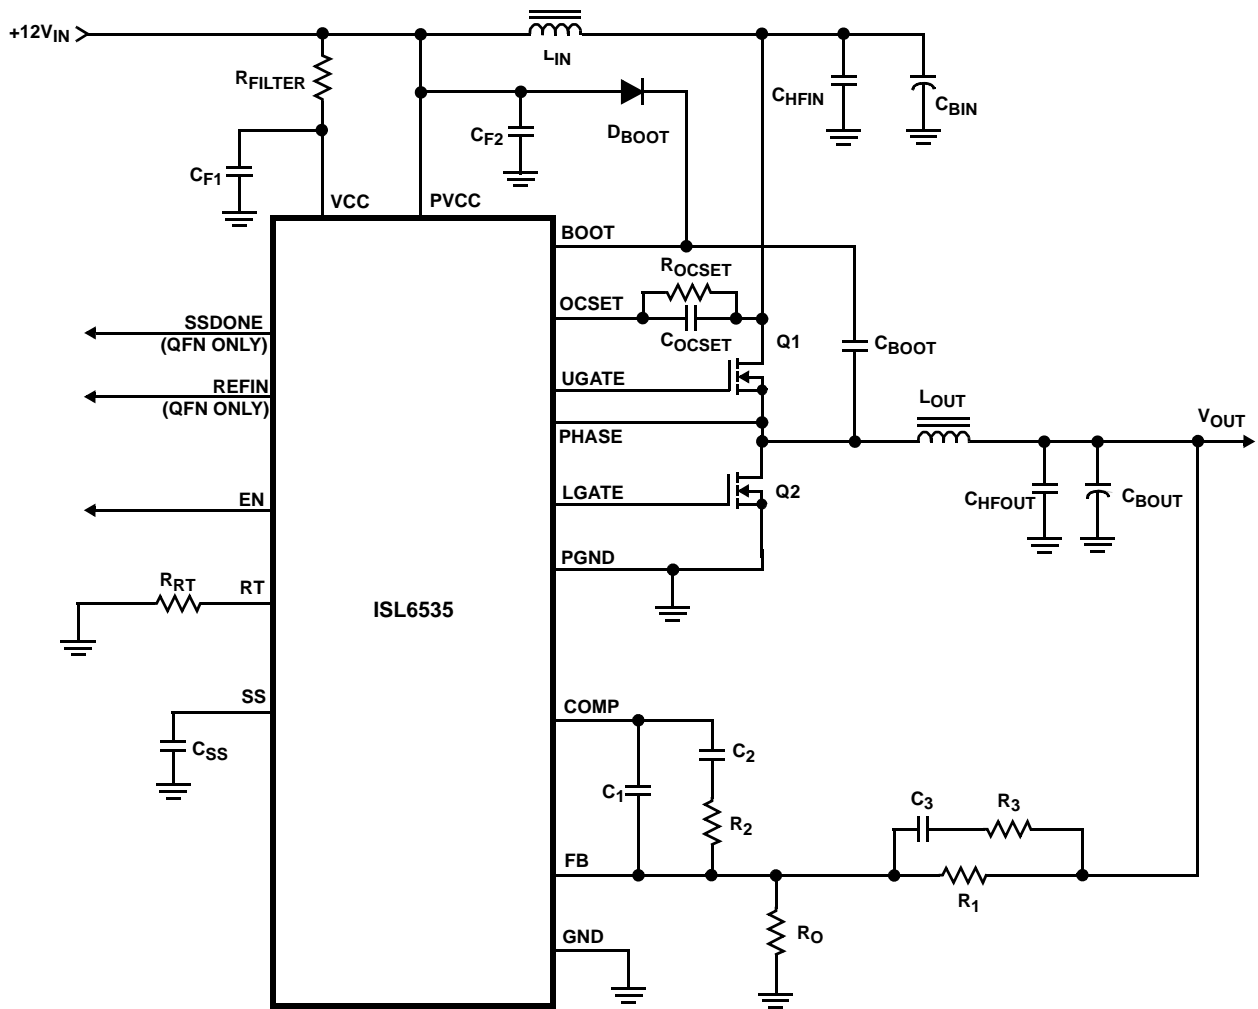 +12VIN
LIN
RFILTER
CHFIN
CBIN
CF2
DBOOT
CF1
VCC
PVCC
BOOT
ROCSET
OCSET
COCSET
SSDONE
(QFN ONLY)
Q1
CBOOT
REFIN
(QFN ONLY)
UGATE
LOUT
VOUT
PHASE
EN
LGATE
Q2
CHFOUT
CBOUT
PGND
RRT
RT
ISL6535
SS
CSS
COMP
C2
C1
R2
C3
R3
FB
R1
RO
GND